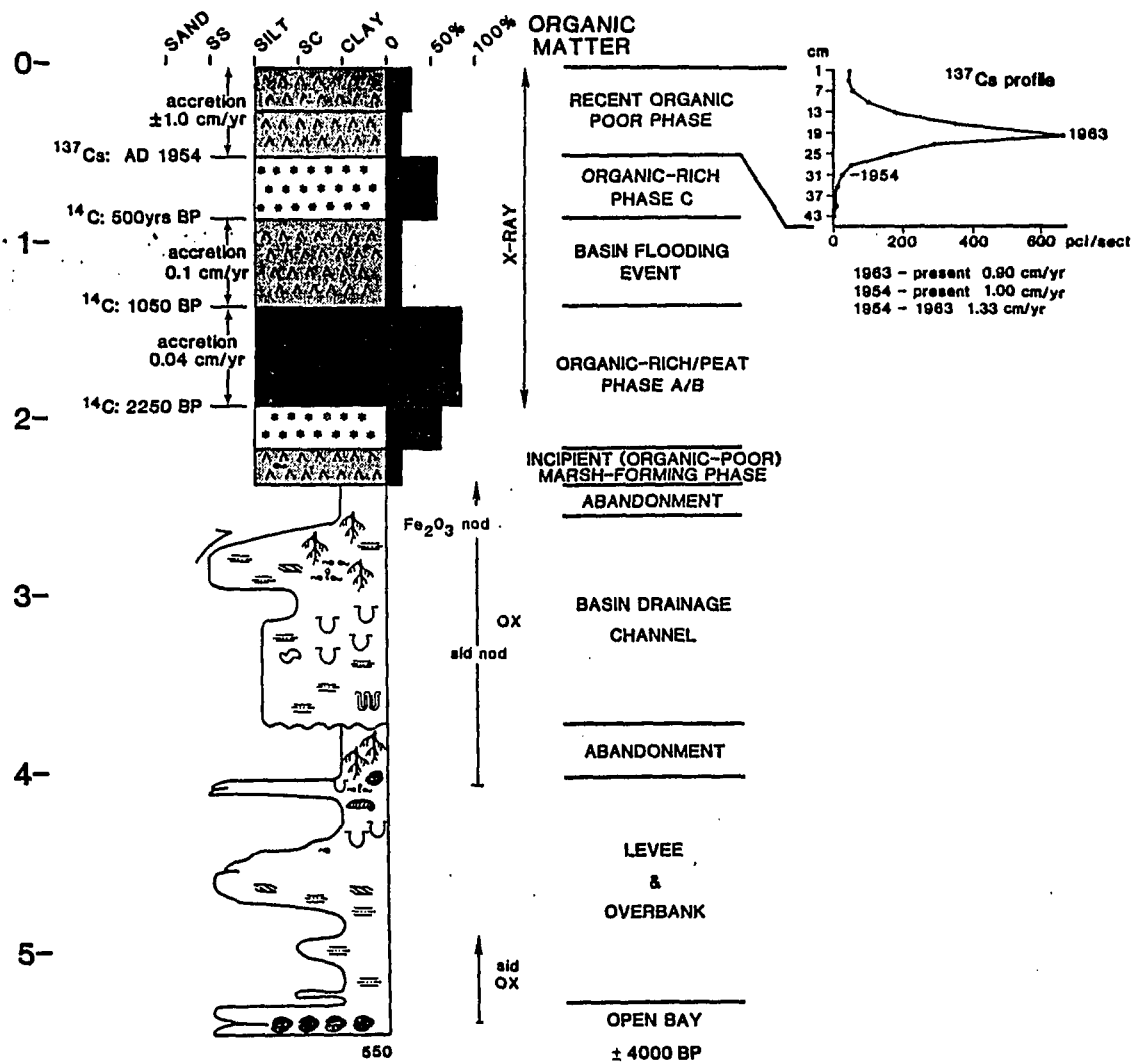 SAND SS SILT SC CLAY 0 50% 100%
ORGANIC
MATTER
0-
accretion
±1.0 cm/yr
137Cs: AD 1954
14C: 500yrs BP
1-
accretion
0.1 cm/yr
14C: 1050 BP
accretion
0.04 cm/yr
14C: 2250 BP
2-
3-
4-
5-
X-RAY
Fe2O3 nod
OX
sid nod
sid
OX
550
RECENT ORGANIC
POOR PHASE
ORGANIC-RICH
PHASE C
BASIN FLOODING
EVENT
ORGANIC-RICH/PEAT
PHASE A/B
INCIPIENT (ORGANIC-POOR)
MARSH-FORMING PHASE
ABANDONMENT
BASIN DRAINAGE
CHANNEL
ABANDONMENT
LEVEE
&
OVERBANK
OPEN BAY
± 4000 BP
cm
137Cs profile
1
7
13
19
25
31
37
43
1963
-1954
0 200 400 600 pci/sect
1963 - present 0.90 cm/yr
1954 - present 1.00 cm/yr
1954 - 1963 1.33 cm/yr